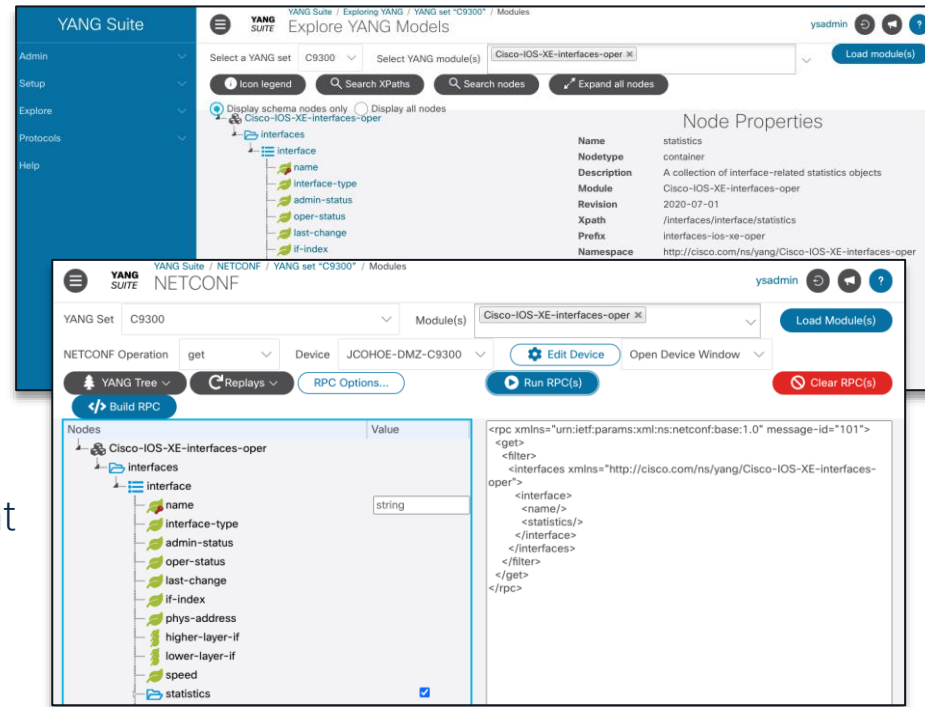 YANG Suite
Admin
Setup
Explore
Protocols
Help
YANG SUITE
YANG Suite / Exploring YANG / YANG set "C9300" / Modules
Explore YANG Models
ysadmin
?
Select a YANG set
C9300
Select YANG module(s)
Cisco-IOS-XE-interfaces-oper ×
Load module(s)
i Icon legend
Search XPaths
Search nodes
Expand all nodes
Display schema nodes only
Display all nodes
Cisco-IOS-XE-interfaces-oper
interfaces
interface
name
interface-type
admin-status
oper-status
last-change
if-index
Node Properties
Name statistics
Nodetype container
Description A collection of interface-related statistics objects
Module Cisco-IOS-XE-interfaces-oper
Revision 2020-07-01
Xpath /interfaces/interface/statistics
Prefix interfaces-ios-xe-oper
Namespace http://cisco.com/ns/yang/Cisco-IOS-XE-interfaces-oper
YANG SUITE
YANG Suite / NETCONF / YANG set "C9300" / Modules
NETCONF
ysadmin
?
YANG Set
C9300
Module(s)
Cisco-IOS-XE-interfaces-oper ×
Load Module(s)
NETCONF Operation
get
Device
JCOHOE-DMZ-C9300
Edit Device
Open Device Window
YANG Tree
Replays
RPC Options...
Run RPC(s)
Clear RPC(s)
</> Build RPC
Nodes
Value
Cisco-IOS-XE-interfaces-oper
interfaces
interface
name
string
interface-type
admin-status
oper-status
last-change
if-index
phys-address
higher-layer-if
lower-layer-if
speed
statistics
<rpc xmlns="urn:ietf:params:xml:ns:netconf:base:1.0" message-id="101">
<get>
<filter>
<interfaces xmlns="http://cisco.com/ns/yang/Cisco-IOS-XE-interfaces-
oper">
<interface>
<name/>
<statistics/>
</interface>
</interfaces>
</filter>
</get>
</rpc>